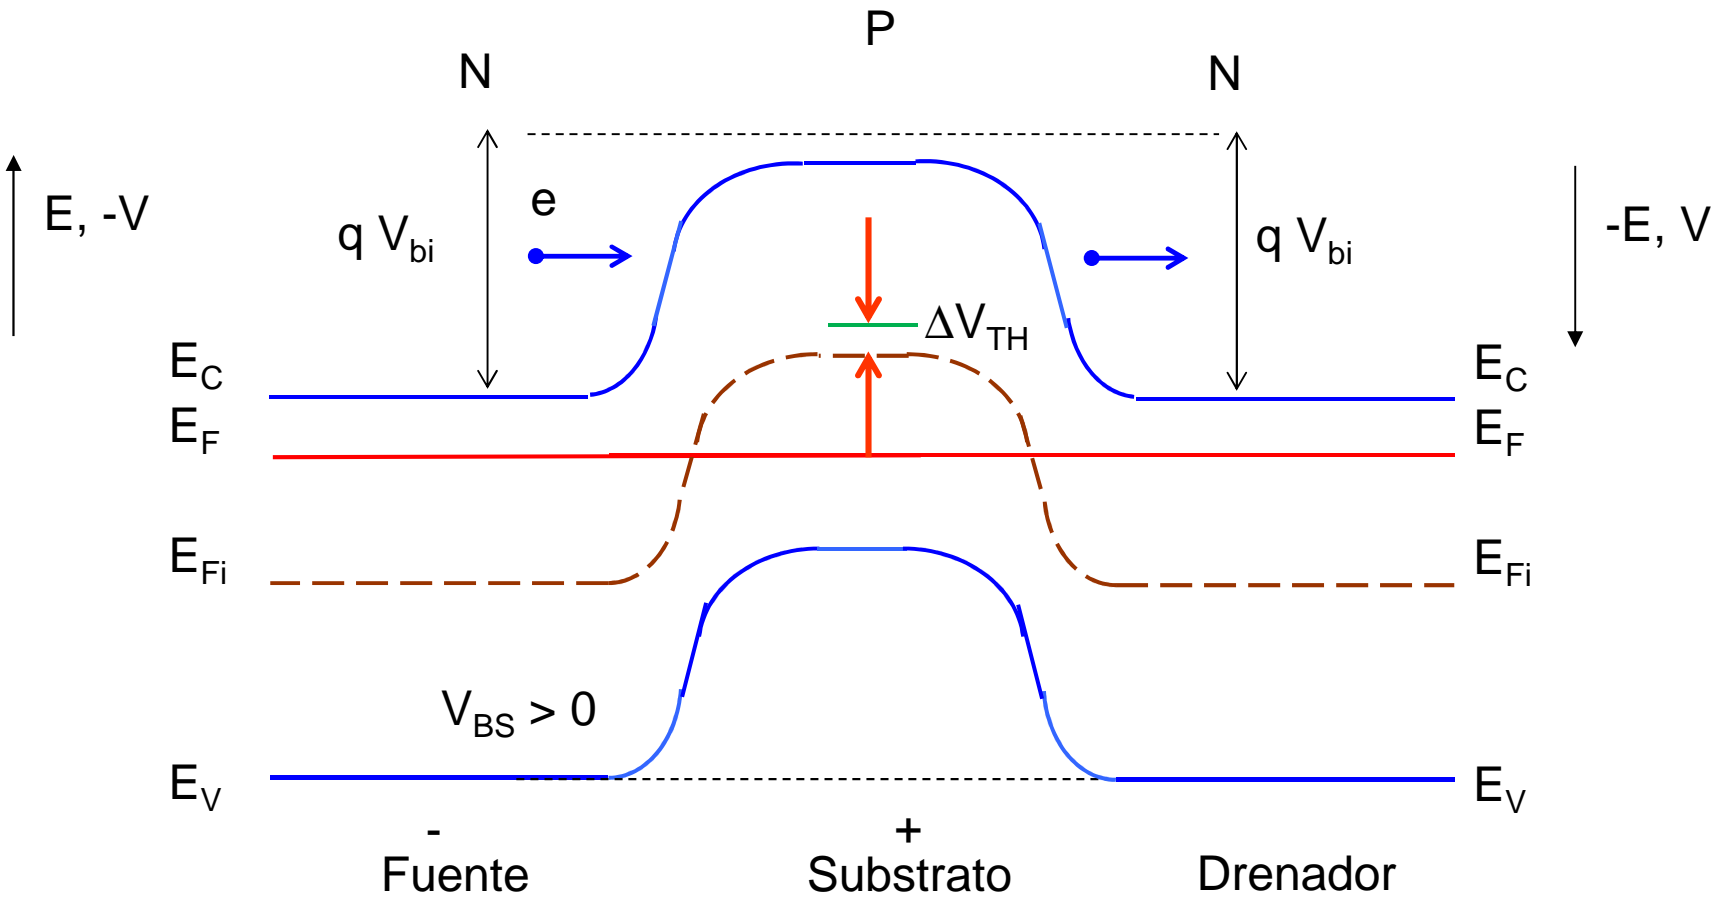 P
N
N
E, -V
e
q V_bi
q V_bi
-E, V
ΔV_TH
E_C
E_C
E_F
E_F
E_Fi
E_Fi
V_BS > 0
E_V
E_V
- +
Fuente Substrato Drenador